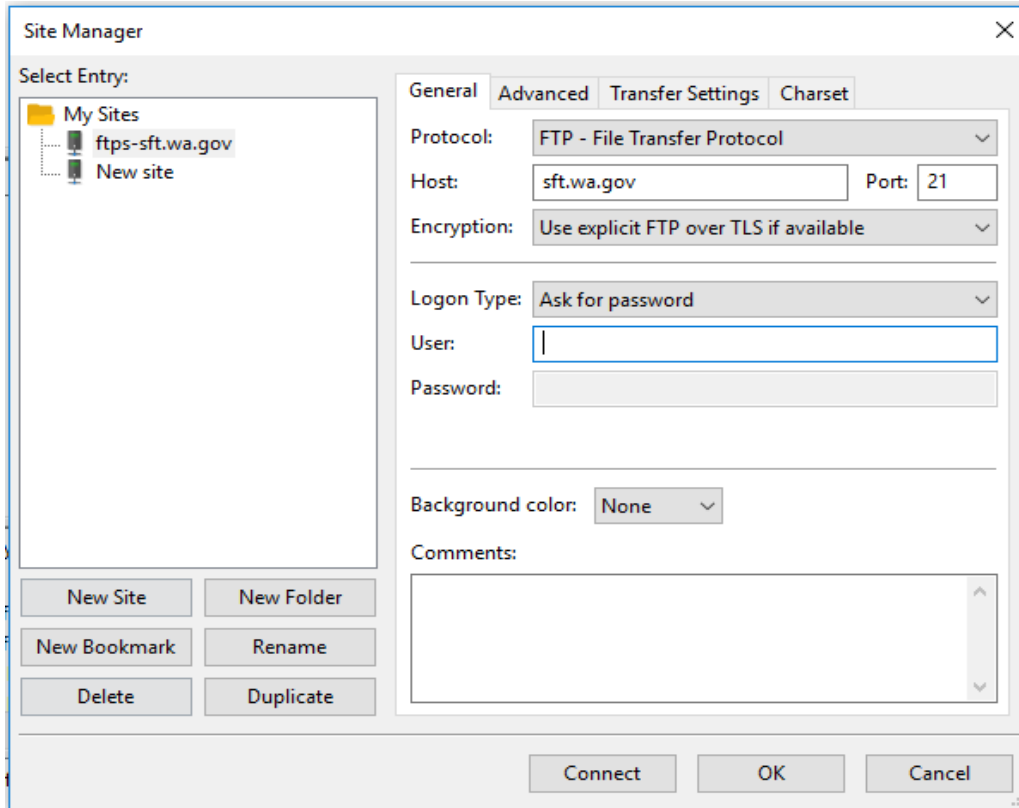 Site Manager
Select Entry:
My Sites
ftps-sft.wa.gov
New site
New Site
New Folder
New Bookmark
Rename
Delete
Duplicate
General
Advanced
Transfer Settings
Charset
Protocol:
FTP - File Transfer Protocol
Host:
sft.wa.gov
Port:
21
Encryption:
Use explicit FTP over TLS if available
Logon Type:
Ask for password
User:
Password:
Background color:
None
Comments:
Connect
OK
Cancel